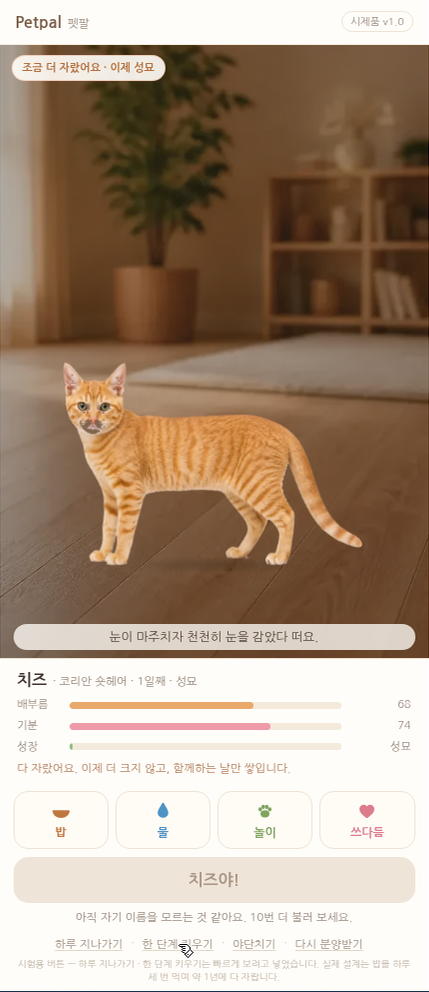 Petpal 펫팔
시제품 v1.0
조금 더 자랐어요 · 이제 성묘
눈이 마주치자 천천히 눈을 감았다 떠요.
치즈 · 코리안 숏헤어 · 1일째 · 성묘
배부름 68
기분 74
성장 성묘
다 자랐어요. 이제 더 크지 않고, 함께하는 날만 쌓입니다.
밥 물 놀이 쓰다듬
치즈야!
아직 자기 이름을 모르는 것 같아요. 10번 더 불러 보세요.
하루 지나가기 · 한 단계 키우기 · 야단치기 · 다시 분양받기
시험용 버튼 — 하루 지나가기 · 한 단계 키우기는 빠르게 보려고 넣었습니다. 실제 설계는 밥을 하루
세 번 먹여 약 1년에 다 자랍니다.